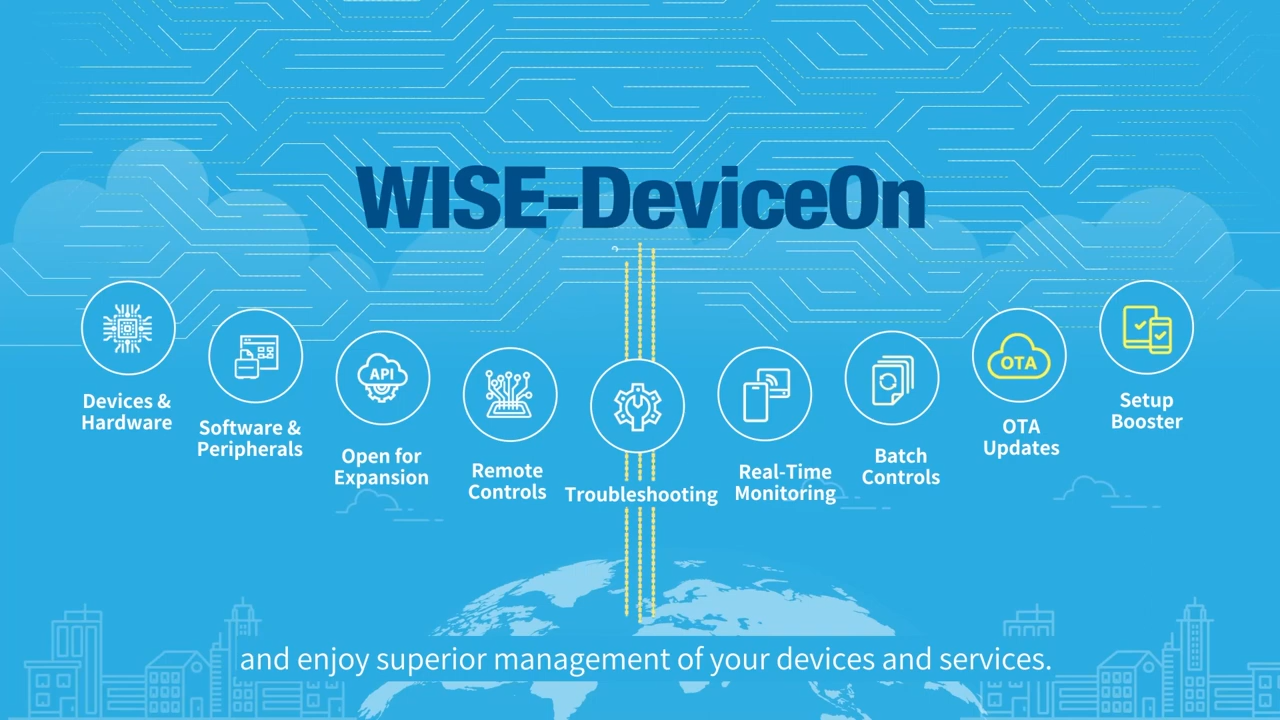 WISE-DeviceOn
Devices &
Hardware
Software &
Peripherals
API
Open for
Expansion
Remote
Controls
Troubleshooting
Real-Time
Monitoring
Batch
Controls
OTA
OTA
Updates
Setup
Booster
and enjoy superior management of your devices and services.